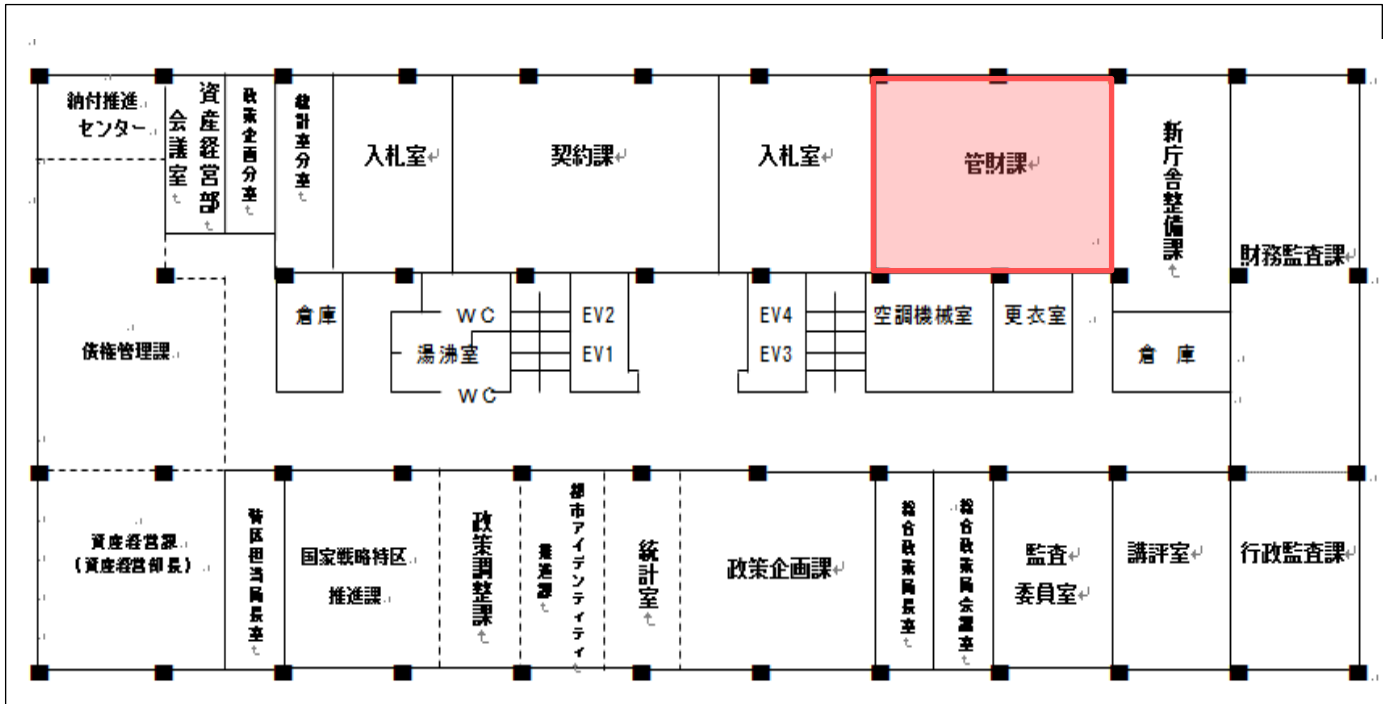 納付推進
センター
資産経営部
会議室
政策企画分室
統計室分室
入札室
契約課
入札室
管財課
新庁舎整備課
財務監査課
債権管理課
倉庫
WC
湯沸室
WC
EV2
EV1
EV4
EV3
空調機械室
更衣室
倉 庫
資産経営課
(資産経営部長)
特区担当局長室
国家戦略特区
推進課
政策調整課
都市アイデンティティ
推進課
統計室
政策企画課
総合政策局長室
総合政策局会議室
監査
委員室
講評室
行政監査課